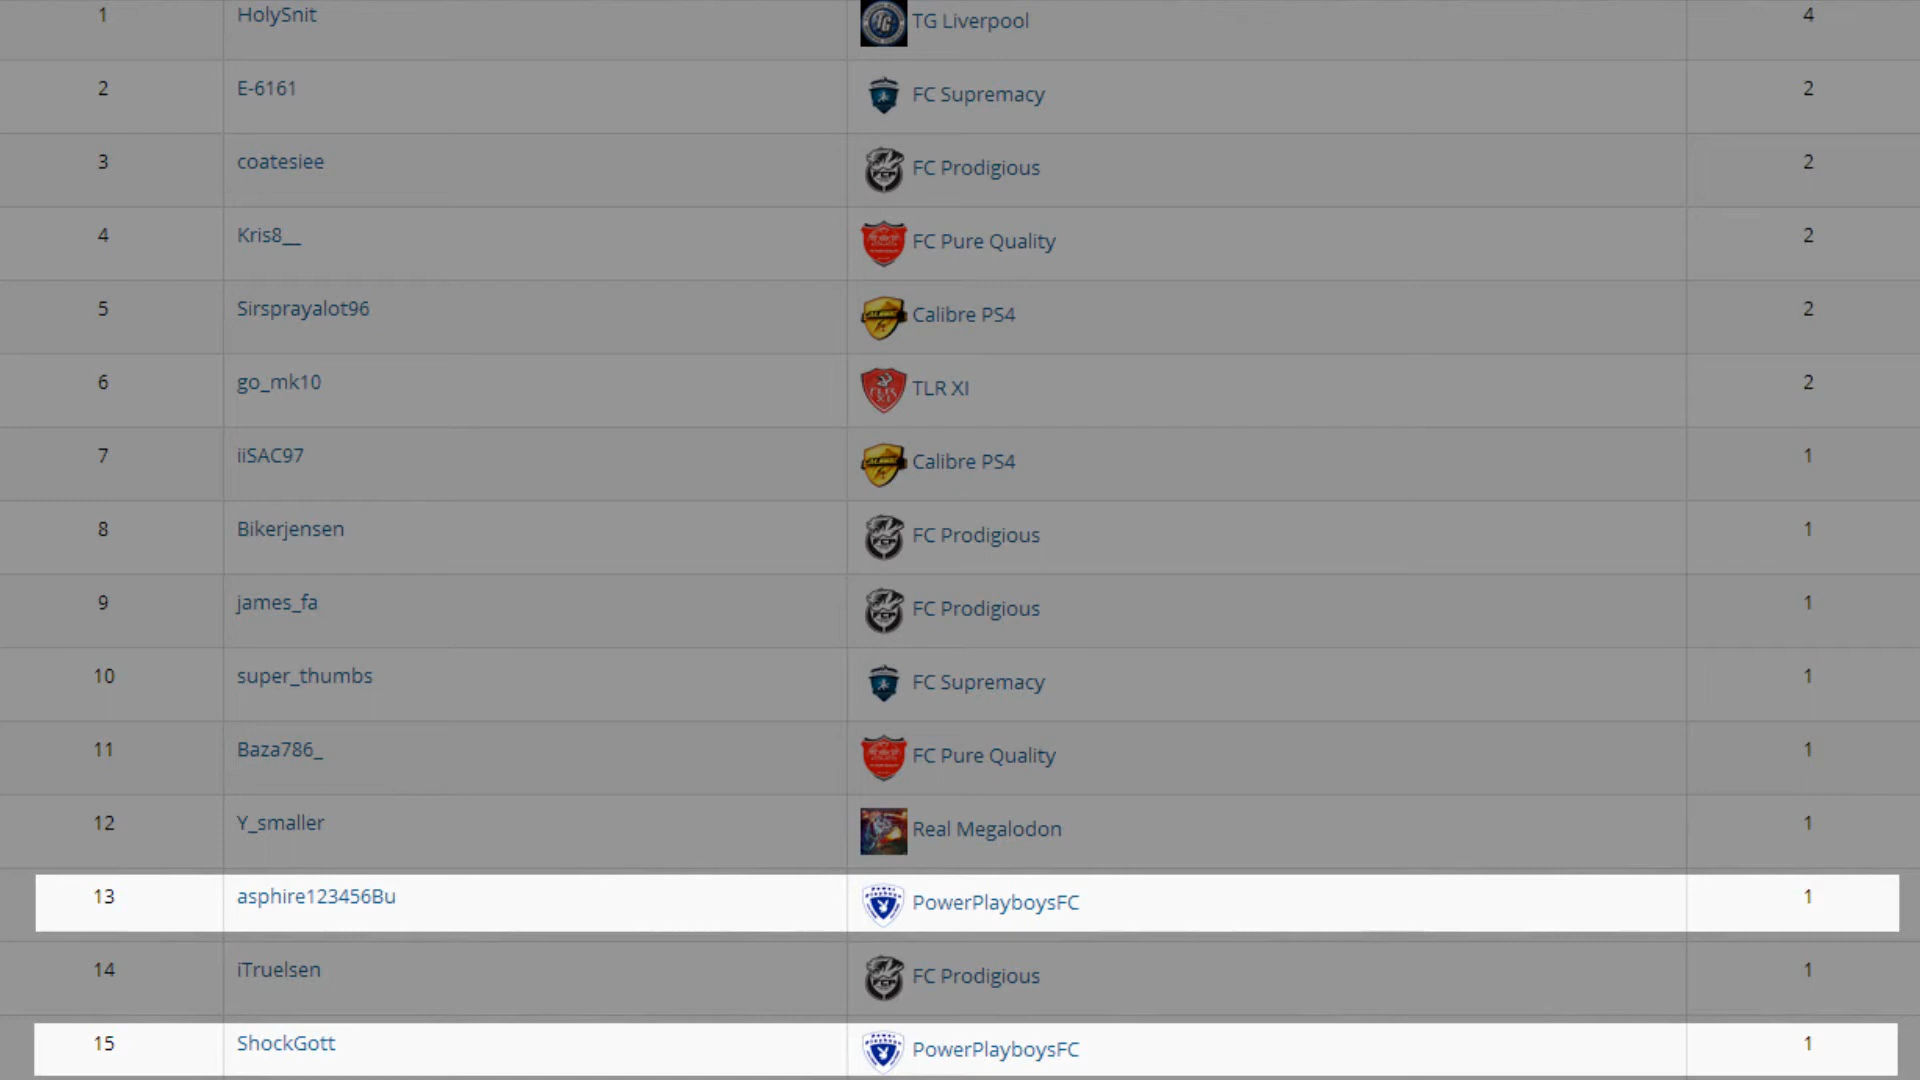 1 HolySnit TG Liverpool 4
2 E-6161 FC Supremacy 2
3 coatesiee FC Prodigious 2
4 Kris8__ FC Pure Quality 2
5 Sirsprayalot96 Calibre PS4 2
6 go_mk10 TLR XI 2
7 iiSAC97 Calibre PS4 1
8 Bikerjensen FC Prodigious 1
9 james_fa FC Prodigious 1
10 super_thumbs FC Supremacy 1
11 Baza786_ FC Pure Quality 1
12 Y_smaller Real Megalodon 1
13 asphire123456Bu PowerPlayboysFC 1
14 iTruelsen FC Prodigious 1
15 ShockGott PowerPlayboysFC 1